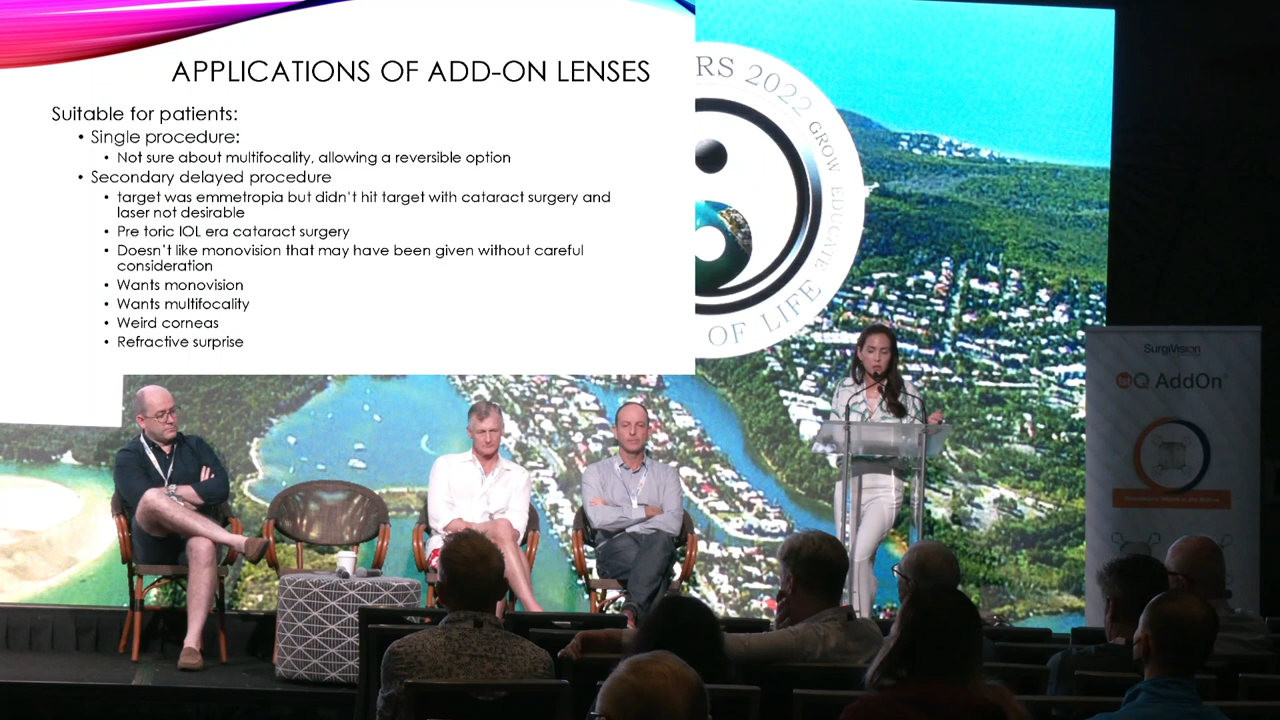 APPLICATIONS OF ADD-ON LENSES
Suitable for patients:
• Single procedure:
• Not sure about multifocality, allowing a reversible option
• Secondary delayed procedure
• target was emmetropia but didn't hit target with cataract surgery and
laser not desirable
• Pre toric IOL era cataract surgery
• Doesn't like monovision that may have been given without careful
consideration
• Wants monovision
• Wants multifocality
• Weird corneas
• Refractive surprise
RS 2022 GROW EDUCATE
OF LIFE
SurgiVision
1stQ AddOn®